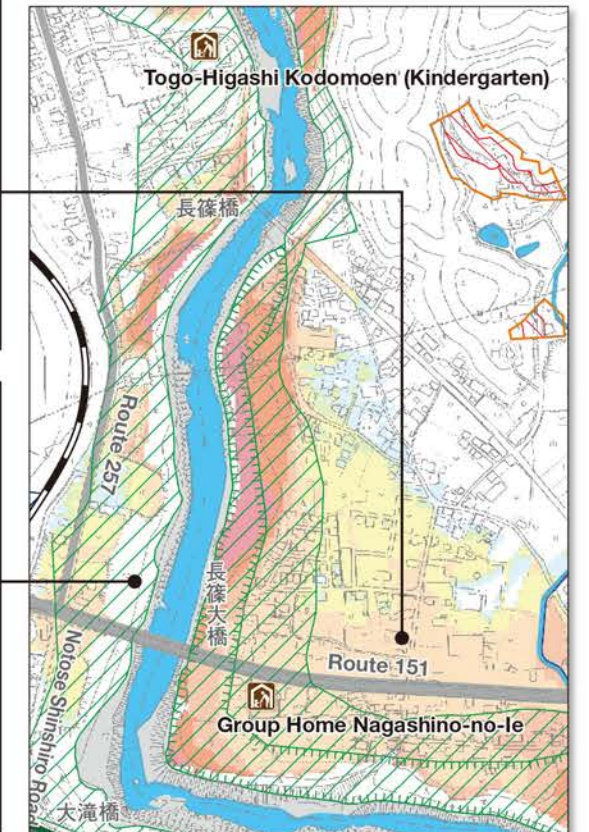 Togo-Higashi Kodomoen (Kindergarten)
長篠橋
Route 257
長篠大橋
Route 151
Notose Shinshiro Road
Group Home Nagashino-no-Ie
大滝橋